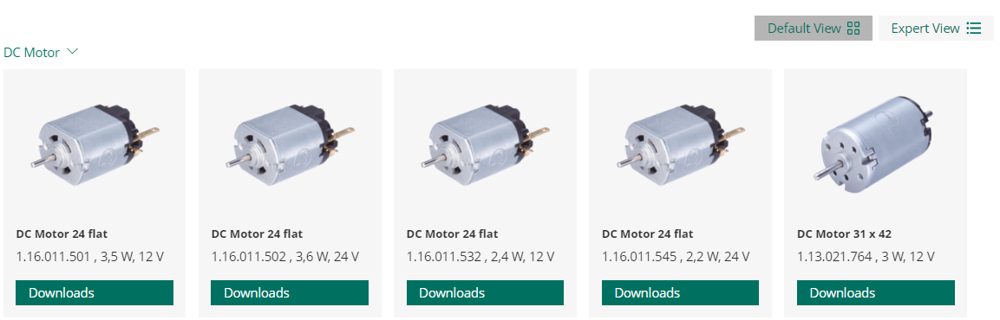 Default View
Expert View
DC Motor
DC Motor 24 flat
1.16.011.501 , 3,5 W, 12 V
Downloads
DC Motor 24 flat
1.16.011.502 , 3,6 W, 24 V
Downloads
DC Motor 24 flat
1.16.011.532 , 2,4 W, 12 V
Downloads
DC Motor 24 flat
1.16.011.545 , 2,2 W, 24 V
Downloads
DC Motor 31 x 42
1.13.021.764 , 3 W, 12 V
Downloads